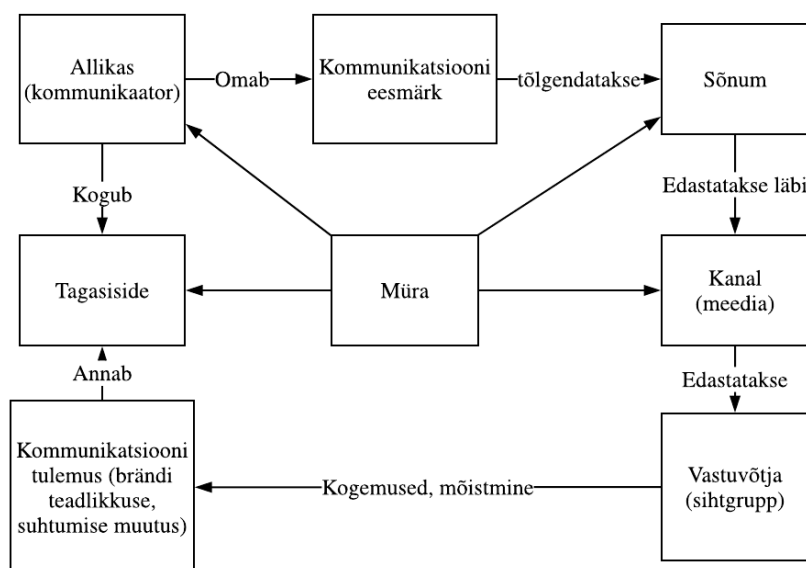 Allikas
(kommunikaator)
Omab
Kommunikatsiooni
eesmärk
tõlgendatakse
Sõnum
Kogub
Edastatakse läbi
Tagasiside
Müra
Kanal
(meedia)
Annab
Edastatakse
Kommunikatsiooni
tulemus (brändi
teadlikkuse,
suhtumise muutus)
Kogemused, mõistmine
Vastuvõtja
(sihtgrupp)